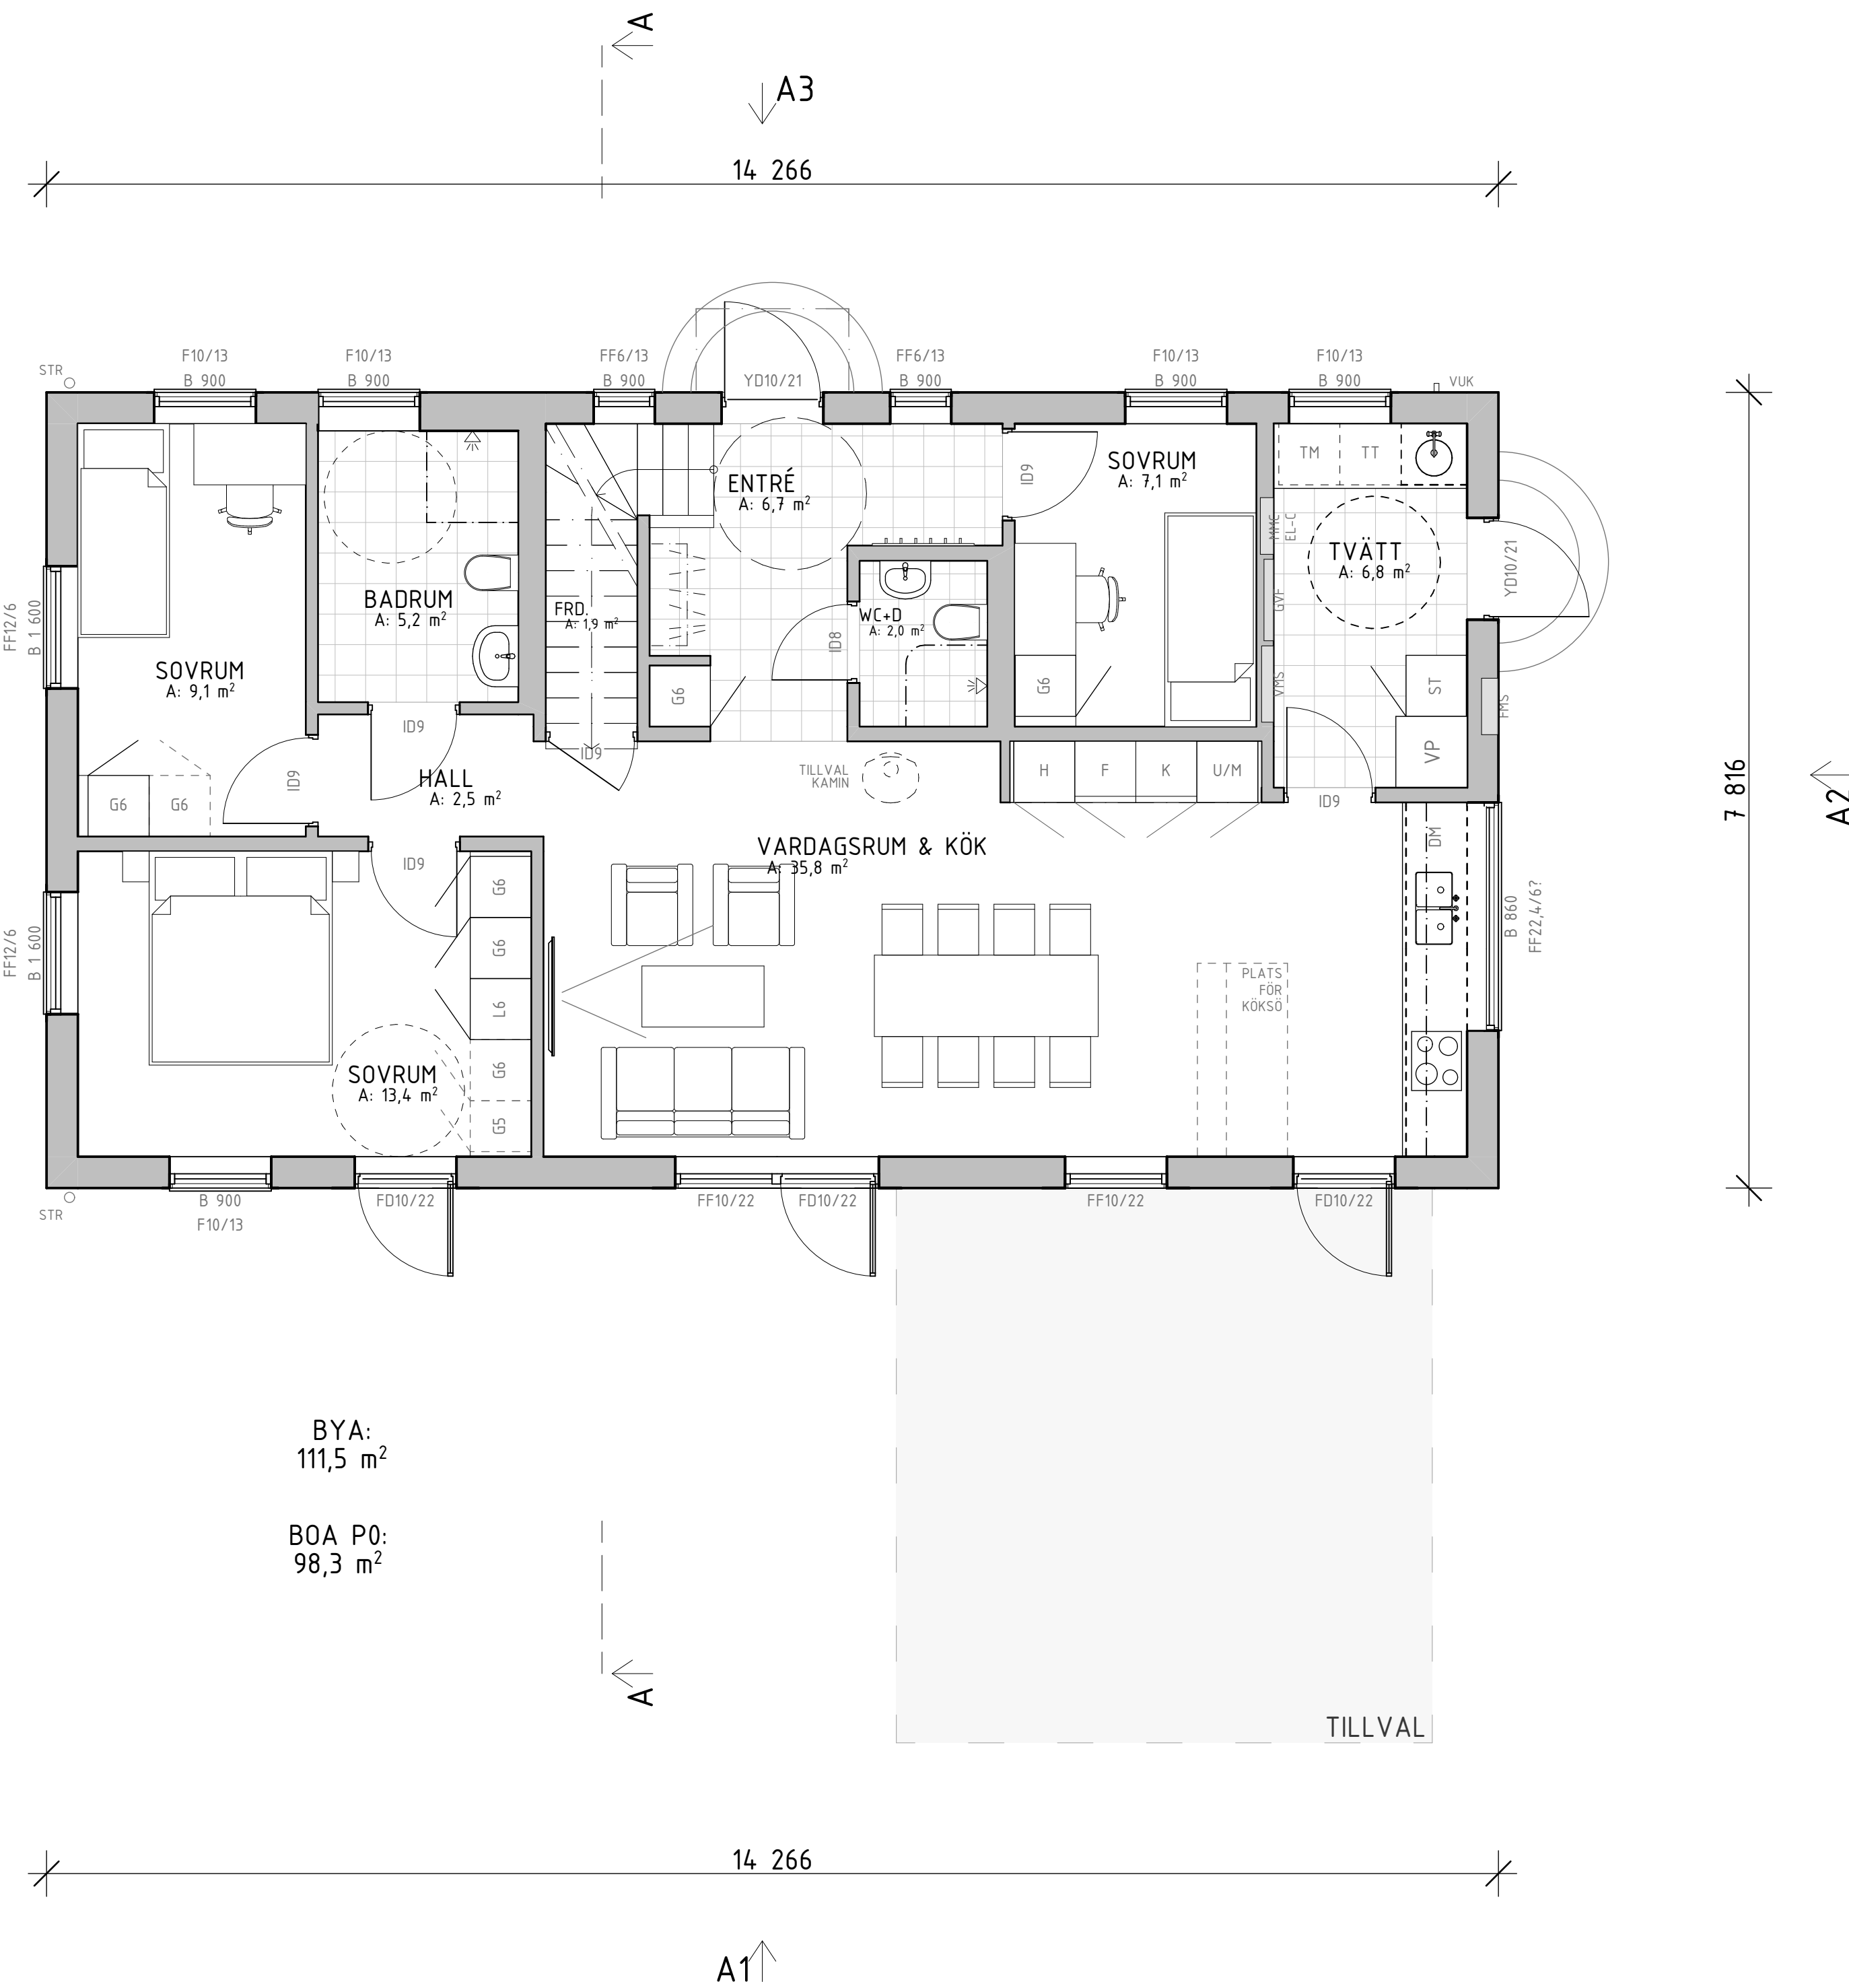 A
A3
14 266
F10/13
F10/13
FF6/13
FF6/13
F10/13
F10/13
STR
B 900
B 900
B 900
YD10/21
B 900
B 900
B 900
VUK
TM
TT
ENTRÉ
A: 6,7 m²
SOVRUM
A: 7,1 m²
ID9
MMC
EL-C
TVÄTT
A: 6,8 m²
YD10/21
FF12/6
B 1 600
BADRUM
A: 5,2 m²
FRD.
A: 1,9 m²
WC+D
A: 2,0 m²
ID8
GVF
SOVRUM
A: 9,1 m²
G6
G6
VMS
ST
FMS
ID9
ID9
VP
HALL
A: 2,5 m²
TILLVAL
KAMIN
H
F
K
U/M
7 816
A2
G6
G6
ID9
ID9
DM
VARDAGSRUM & KÖK
A: 35,8 m²
ID9
G6
FF12/6
B 1 600
G6
L6
B 860
FF22,4/6?
PLATS
FÖR
KÖKSÖ
SOVRUM
A: 13,4 m²
G6
G5
B 900
F10/13
FD10/22
FF10/22
FD10/22
FF10/22
FD10/22
STR
BYA:
111,5 m²
BOA P0:
98,3 m²
A
TILLVAL
14 266
A1